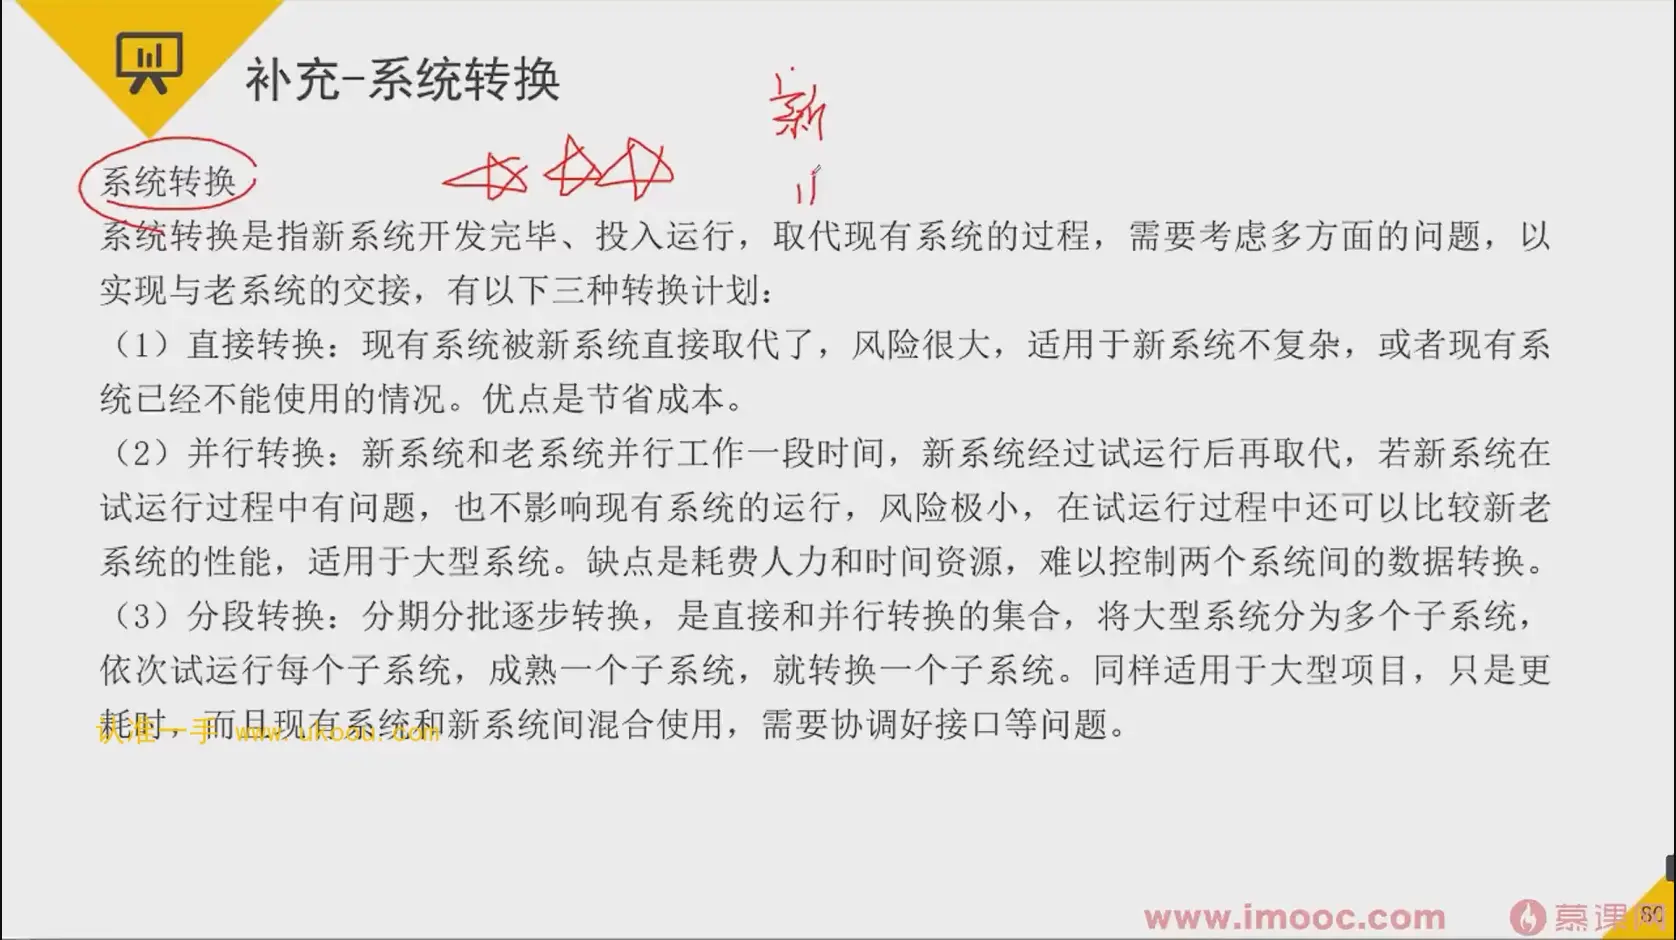 补充-系统转换
新
系统转换
系统转换是指新系统开发完毕、投入运行，取代现有系统的过程，需要考虑多方面的问题，以
实现与老系统的交接，有以下三种转换计划：
（1）直接转换：现有系统被新系统直接取代了，风险很大，适用于新系统不复杂，或者现有系
统已经不能使用的情况。优点是节省成本。
（2）并行转换：新系统和老系统并行工作一段时间，新系统经过试运行后再取代，若新系统在
试运行过程中有问题，也不影响现有系统的运行，风险极小，在试运行过程中还可以比较新老
系统的性能，适用于大型系统。缺点是耗费人力和时间资源，难以控制两个系统间的数据转换。
（3）分段转换：分期分批逐步转换，是直接和并行转换的集合，将大型系统分为多个子系统，
依次试运行每个子系统，成熟一个子系统，就转换一个子系统。同样适用于大型项目，只是更
耗时，而且现有系统和新系统间混合使用，需要协调好接口等问题。
认准一手 www.ukoou.com
www.imooc.com 慕课网
80